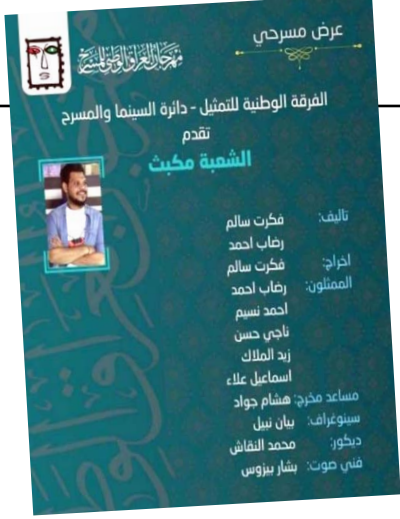 عرض مسرحي
مهرجان العراق الوطني للمسرح
الفرقة الوطنية للتمثيل - دائرة السينما والمسرح
تقدم
الشعبة مكبث
تاليف: فكرت سالم
رضاب احمد
اخراج: فكرت سالم
الممثلون: رضاب احمد
احمد نسيم
ناجي حسن
زيد الملاك
اسماعيل علاء
مساعد مخرج: هشام جواد
سينوغراف: بيان نبيل
ديكور: محمد النقاش
فني صوت: بشار بيزوس